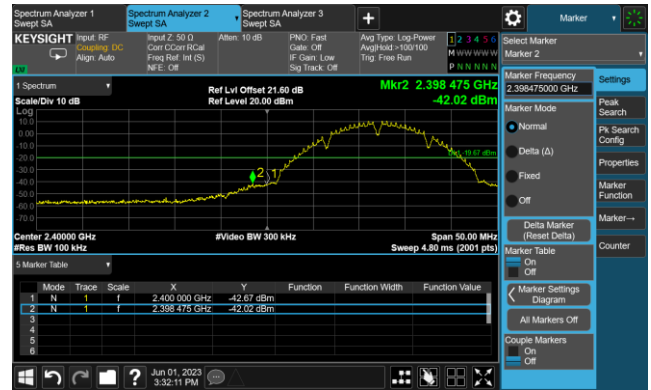 Spectrum Analyzer 1
Swept SA
Spectrum Analyzer 2
Swept SA
Spectrum Analyzer 3
Swept SA
+
Marker
KEYSIGHT
Input: RF
Coupling: DC
Align: Auto
Input Z: 50 Ω
Corr CCorr RCal
Freq Ref: Int (S)
NFE: Off
Atten: 10 dB
PNO: Fast
Gate: Off
IF Gain: Low
Sig Track: Off
Avg Type: Log-Power
Avg|Hold:>100/100
Trig: Free Run
1 2 3 4 5 6
M W W W W W
P N N N N N
Select Marker
Marker 2
1 Spectrum
Scale/Div 10 dB
Ref Lvl Offset 21.60 dB
Ref Level 20.00 dBm
Mkr2 2.398 475 GHz
-42.02 dBm
Log
10.0
0.00
-10.0
-20.0
-30.0
-40.0
-50.0
-60.0
-70.0
-19.67 dBm
2
1
Center 2.40000 GHz
#Res BW 100 kHz
#Video BW 300 kHz
Span 50.00 MHz
Sweep 4.80 ms (2001 pts)
5 Marker Table
Mode Trace Scale X Y Function Function Width Function Value
1 N 1 f 2.400 000 GHz -42.67 dBm
2 N 1 f 2.398 475 GHz -42.02 dBm
3
4
5
6
Marker Frequency
2.398475000 GHz
Marker Mode
Normal
Delta (Δ)
Fixed
Off
Delta Marker
(Reset Delta)
Marker Table
On
Off
Marker Settings
Diagram
All Markers Off
Couple Markers
On
Off
Settings
Peak
Search
Pk Search
Config
Properties
Marker
Function
Marker→
Counter
?
Jun 01, 2023
3:32:11 PM